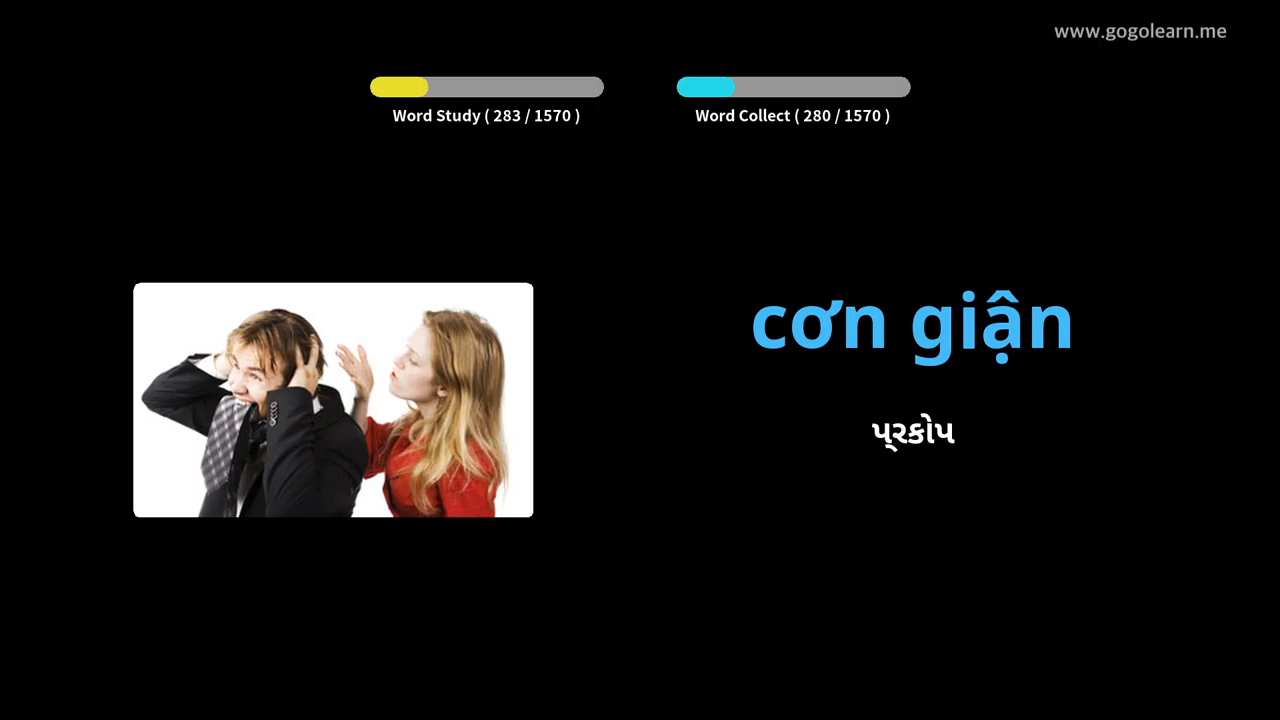 www.gogolearn.me
Word Study ( 283 / 1570 )
Word Collect ( 280 / 1570 )
cơn giận
પ્રકોપ